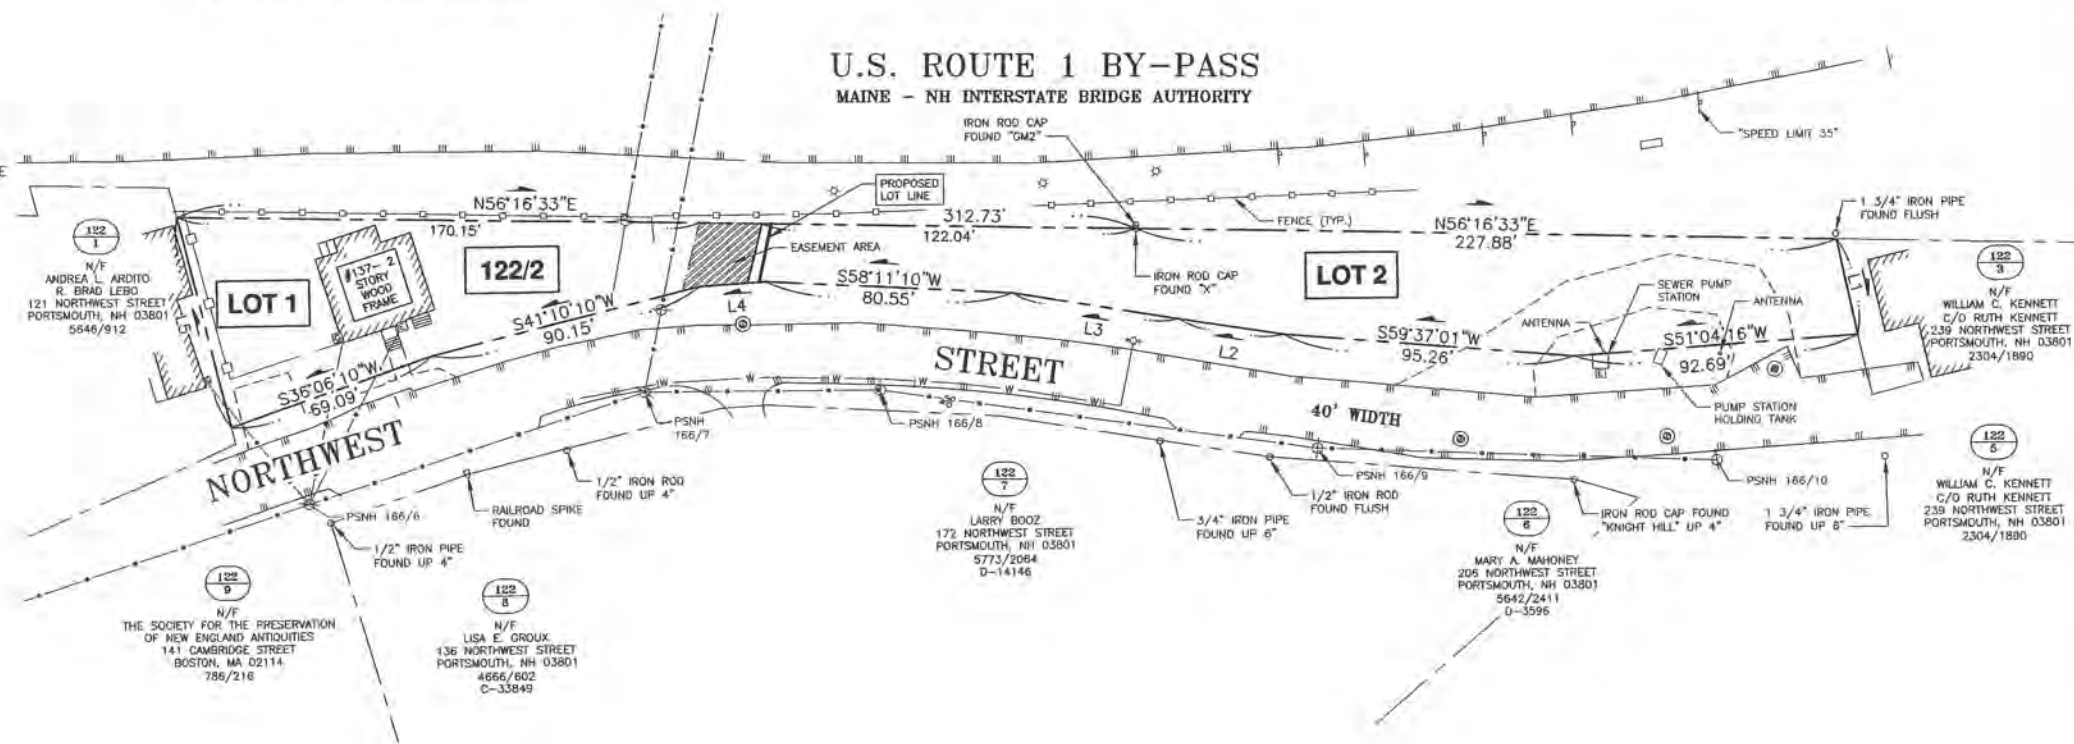 U.S. ROUTE 1 BY-PASS
MAINE - NH INTERSTATE BRIDGE AUTHORITY
IRON ROD CAP
FOUND "GM2"
"SPEED LIMIT 35"
E
N56°16'33"E
170.15'
PROPOSED
LOT LINE
312.73'
122.04'
FENCE (TYP.)
N56°16'33"E
227.88'
1 3/4" IRON PIPE
FOUND FLUSH
122
1
N/F
ANDREA L. ARDITO
R. BRAD LEBO
121 NORTHWEST STREET
PORTSMOUTH, NH 03801
5646/912
L5
LOT 1
#137- 2
STORY
WOOD
FRAME
122/2
EASEMENT AREA
IRON ROD CAP
FOUND "X"
LOT 2
SEWER PUMP
STATION
ANTENNA
ANTENNA
L1
122
3
N/F
WILLIAM C. KENNETT
C/O RUTH KENNETT
239 NORTHWEST STREET
PORTSMOUTH, NH 03801
2304/1890
S36°06'10"W
69.09'
S41°10'10"W
90.15'
L4
S58°11'10"W
80.55'
L3
L2
S59°37'01"W
95.26'
S51°04'16"W
92.69'
PUMP STATION
HOLDING TANK
NORTHWEST
STREET
40' WIDTH
W W W W W W
PSNH 166/6
1/2" IRON PIPE
FOUND UP 4"
RAILROAD SPIKE
FOUND
1/2" IRON ROD
FOUND UP 4"
PSNH
166/7
PSNH 166/8
3/4" IRON PIPE
FOUND UP 6"
1/2" IRON ROD
FOUND FLUSH
PSNH 166/9
IRON ROD CAP FOUND
"KNIGHT HILL" UP 4"
PSNH 166/10
1 3/4" IRON PIPE
FOUND UP 8"
122
5
N/F
WILLIAM C. KENNETT
C/O RUTH KENNETT
239 NORTHWEST STREET
PORTSMOUTH, NH 03801
2304/1890
122
9
N/F
THE SOCIETY FOR THE PRESERVATION
OF NEW ENGLAND ANTIQUITIES
141 CAMBRIDGE STREET
BOSTON, MA 02114
786/216
122
8
N/F
LISA E. GROUX
136 NORTHWEST STREET
PORTSMOUTH, NH 03801
4666/602
C-33849
122
7
N/F
LARRY BOOZ
172 NORTHWEST STREET
PORTSMOUTH, NH 03801
5773/2064
D-14146
122
6
N/F
MARY A. MAHONEY
206 NORTHWEST STREET
PORTSMOUTH, NH 03801
5642/2411
D-3596